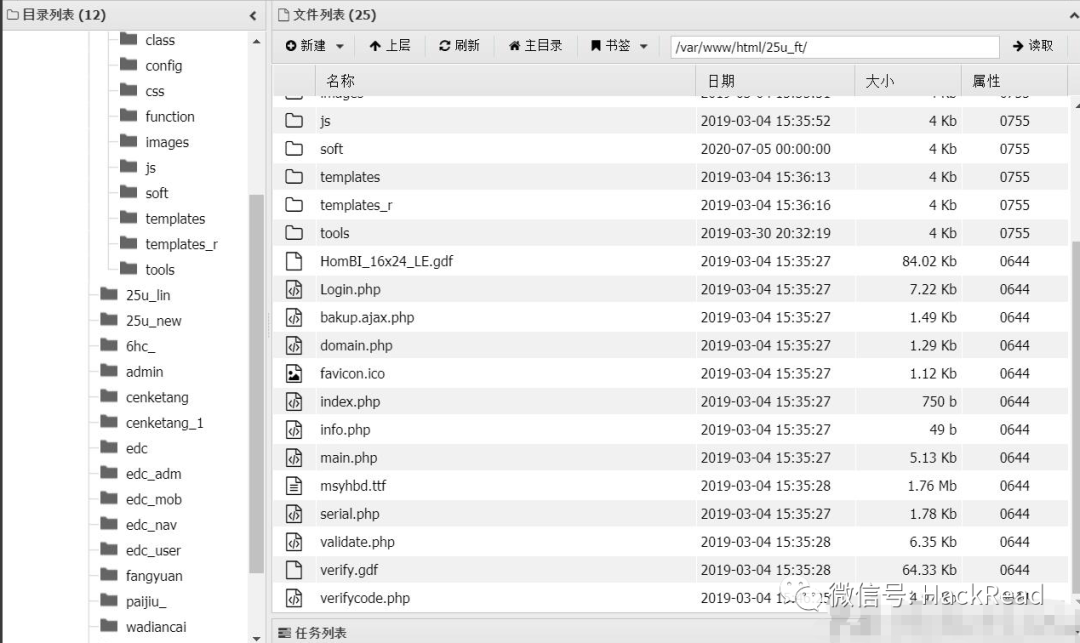 目录列表 (12)
class
config
css
function
images
js
soft
templates
templates_r
tools
25u_lin
25u_new
6hc_
admin
cenketang
cenketang_1
edc
edc_adm
edc_mob
edc_nav
edc_user
fangyuan
paijiu_
wadiancai
文件列表 (25)
新建 上层 刷新 主目录 书签 /var/www/html/25u_ft/ 读取
名称 日期 大小 属性
images 2019-03-04 15:35:51 4 Kb 0755
js 2019-03-04 15:35:52 4 Kb 0755
soft 2020-07-05 00:00:00 4 Kb 0755
templates 2019-03-04 15:36:13 4 Kb 0755
templates_r 2019-03-04 15:36:16 4 Kb 0755
tools 2019-03-30 20:32:19 4 Kb 0755
HomBI_16x24_LE.gdf 2019-03-04 15:35:27 84.02 Kb 0644
Login.php 2019-03-04 15:35:27 7.22 Kb 0644
bakup.ajax.php 2019-03-04 15:35:27 1.49 Kb 0644
domain.php 2019-03-04 15:35:27 1.29 Kb 0644
favicon.ico 2019-03-04 15:35:27 1.12 Kb 0644
index.php 2019-03-04 15:35:27 750 b 0644
info.php 2019-03-04 15:35:27 49 b 0644
main.php 2019-03-04 15:35:27 5.13 Kb 0644
msyhbd.ttf 2019-03-04 15:35:28 1.76 Mb 0644
serial.php 2019-03-04 15:35:27 1.78 Kb 0644
validate.php 2019-03-04 15:35:28 6.35 Kb 0644
verify.gdf 2019-03-04 15:35:28 64.33 Kb 0644
verifycode.php 2019-03-04
微信号: HackRead
任务列表